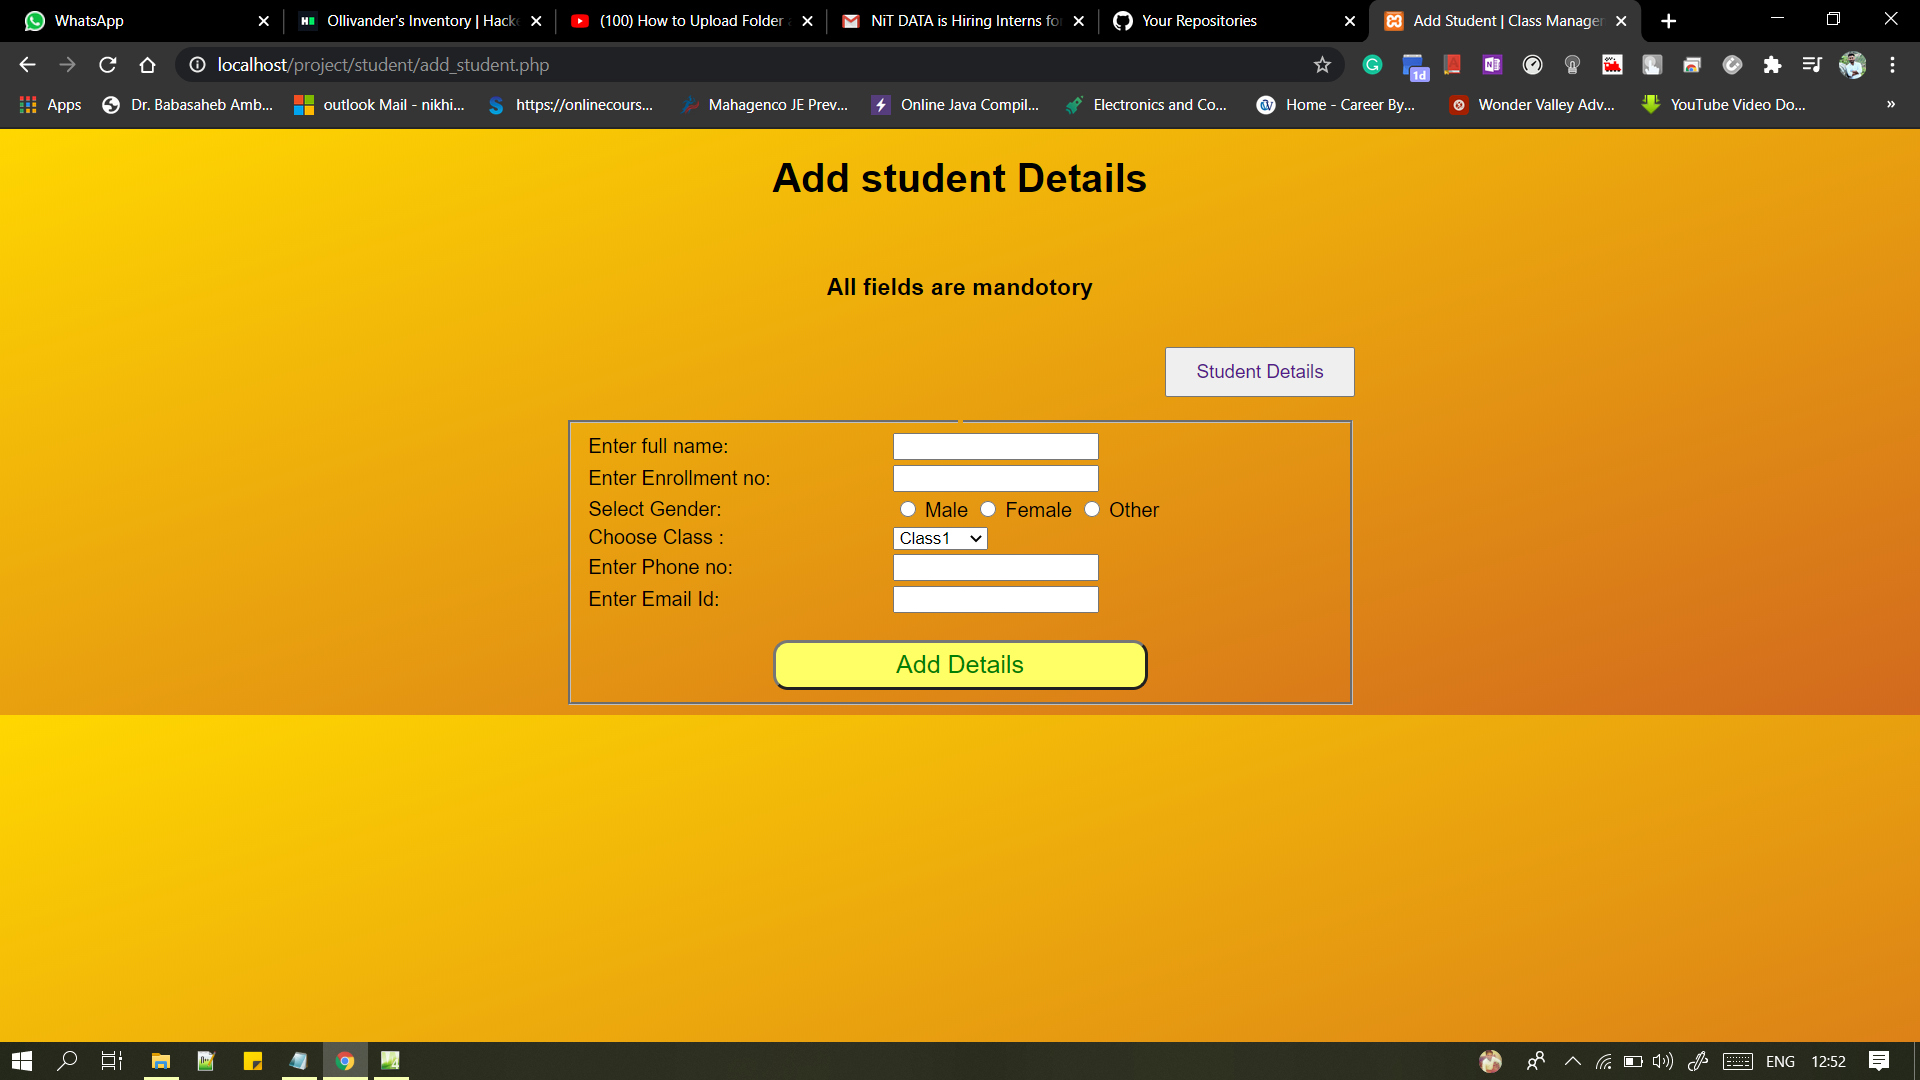 WhatsApp
Ollivander's Inventory | Hack
(100) How to Upload Folder
NiT DATA is Hiring Interns fo
Your Repositories
Add Student | Class Manager
localhost/project/student/add_student.php
1d
Apps
Dr. Babasaheb Amb...
outlook Mail - nikhi...
https://onlinecours...
Mahagenco JE Prev...
Online Java Compil...
Electronics and Co...
Home - Career By...
Wonder Valley Adv...
YouTube Video Do...
»
Add student Details
All fields are mandotory
Student Details
Enter full name:
Enter Enrollment no:
Select Gender: Male Female Other
Choose Class : Class1
Enter Phone no:
Enter Email Id:
Add Details
ENG 12:52